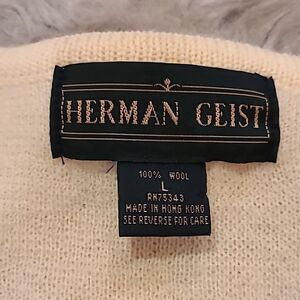 HERMAN GEIST
100% WOOL
L
RN75343
MADE IN HONG KONG
SEE REVERSE FOR CARE